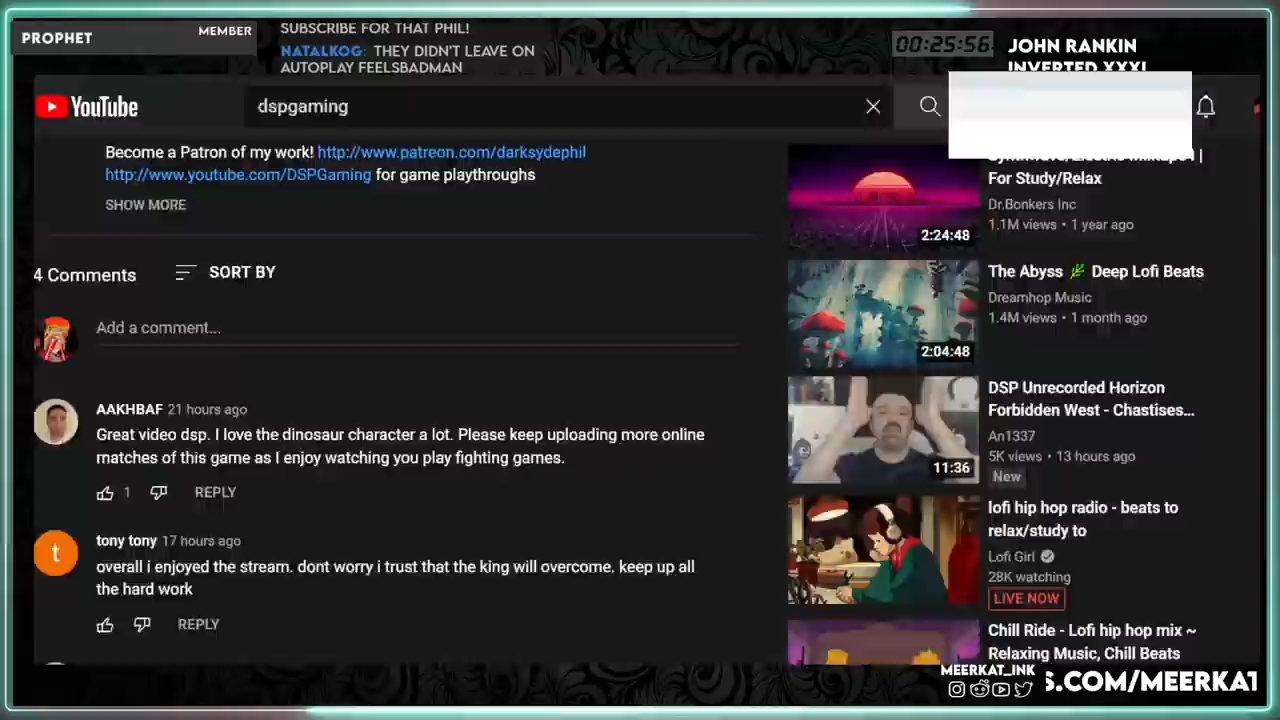 PROPHET
MEMBER
SUBSCRIBE FOR THAT PHIL!
NATALKOG: THEY DIDN'T LEAVE ON
AUTOPLAY FEELSBADMAN
00:25:56
JOHN RANKIN
INVERTED XXXL
YouTube
dspgaming
Become a Patron of my work! http://www.patreon.com/darksydephil
http://www.youtube.com/DSPGaming for game playthroughs
SHOW MORE
4 Comments
SORT BY
Add a comment...
AAKHBAF 21 hours ago
Great video dsp. I love the dinosaur character a lot. Please keep uploading more online
matches of this game as I enjoy watching you play fighting games.
1
REPLY
tony tony 17 hours ago
overall i enjoyed the stream. dont worry i trust that the king will overcome. keep up all
the hard work
REPLY
t
For Study/Relax
Dr.Bonkers Inc
1.1M views • 1 year ago
2:24:48
The Abyss 🌿 Deep Lofi Beats
Dreamhop Music
1.4M views • 1 month ago
2:04:48
DSP Unrecorded Horizon
Forbidden West - Chastises...
An1337
5K views • 13 hours ago
New
11:36
lofi hip hop radio - beats to
relax/study to
Lofi Girl
28K watching
LIVE NOW
Chill Ride - Lofi hip hop mix ~
Relaxing Music, Chill Beats
MEERKAT_INK
S.COM/MEERKAT